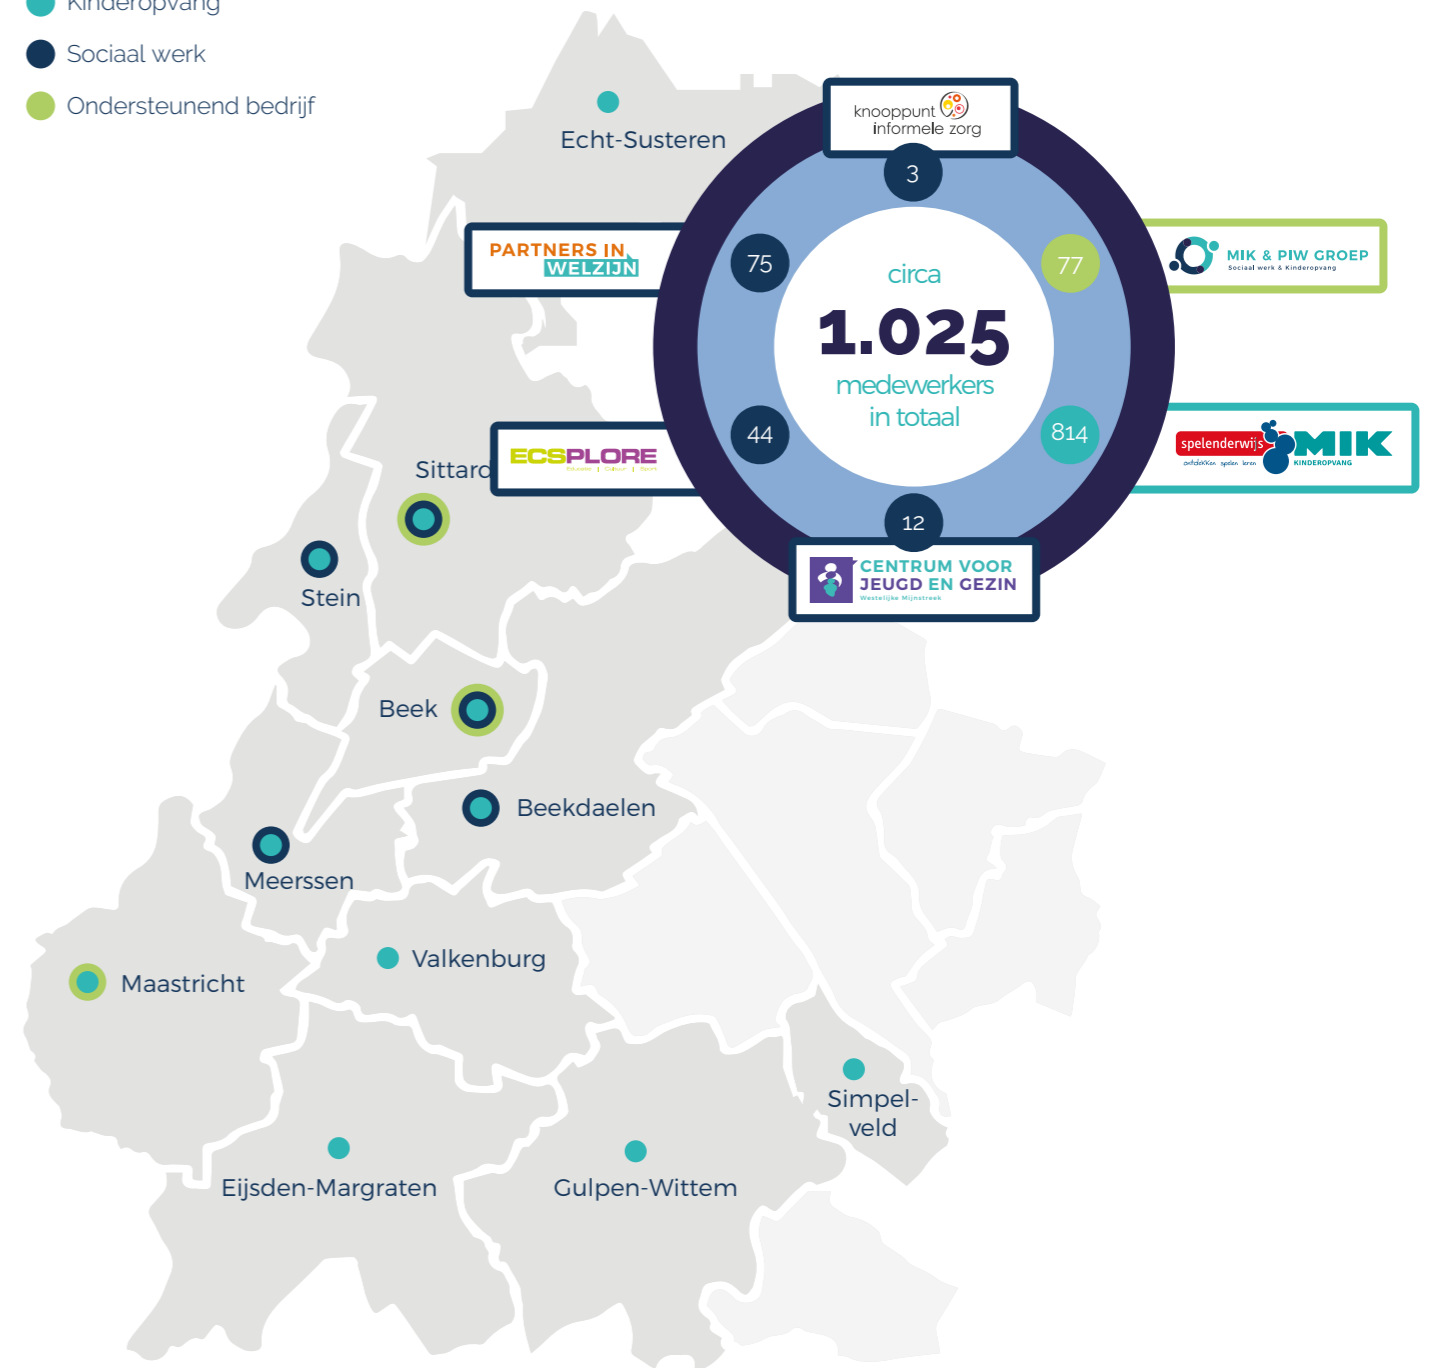 Kinderopvang
Sociaal werk
Ondersteunend bedrijf
Echt-Susteren
knooppunt
informele zorg
3
PARTNERS IN
WELZIJN
75
77
MIK & PIW GROEP
Sociaal werk & Kinderopvang
circa
1.025
medewerkers
in totaal
ECSPLORE
Educatie | Cultuur | Sport
44
814
spelenderwijs
ontdekken spelen leren
MIK
KINDEROPVANG
12
CENTRUM VOOR
JEUGD EN GEZIN
Westelijke Mijnstreek
Sittard
Stein
Beek
Beekdaelen
Meerssen
Valkenburg
Maastricht
Simpel-
veld
Eijsden-Margraten
Gulpen-Wittem